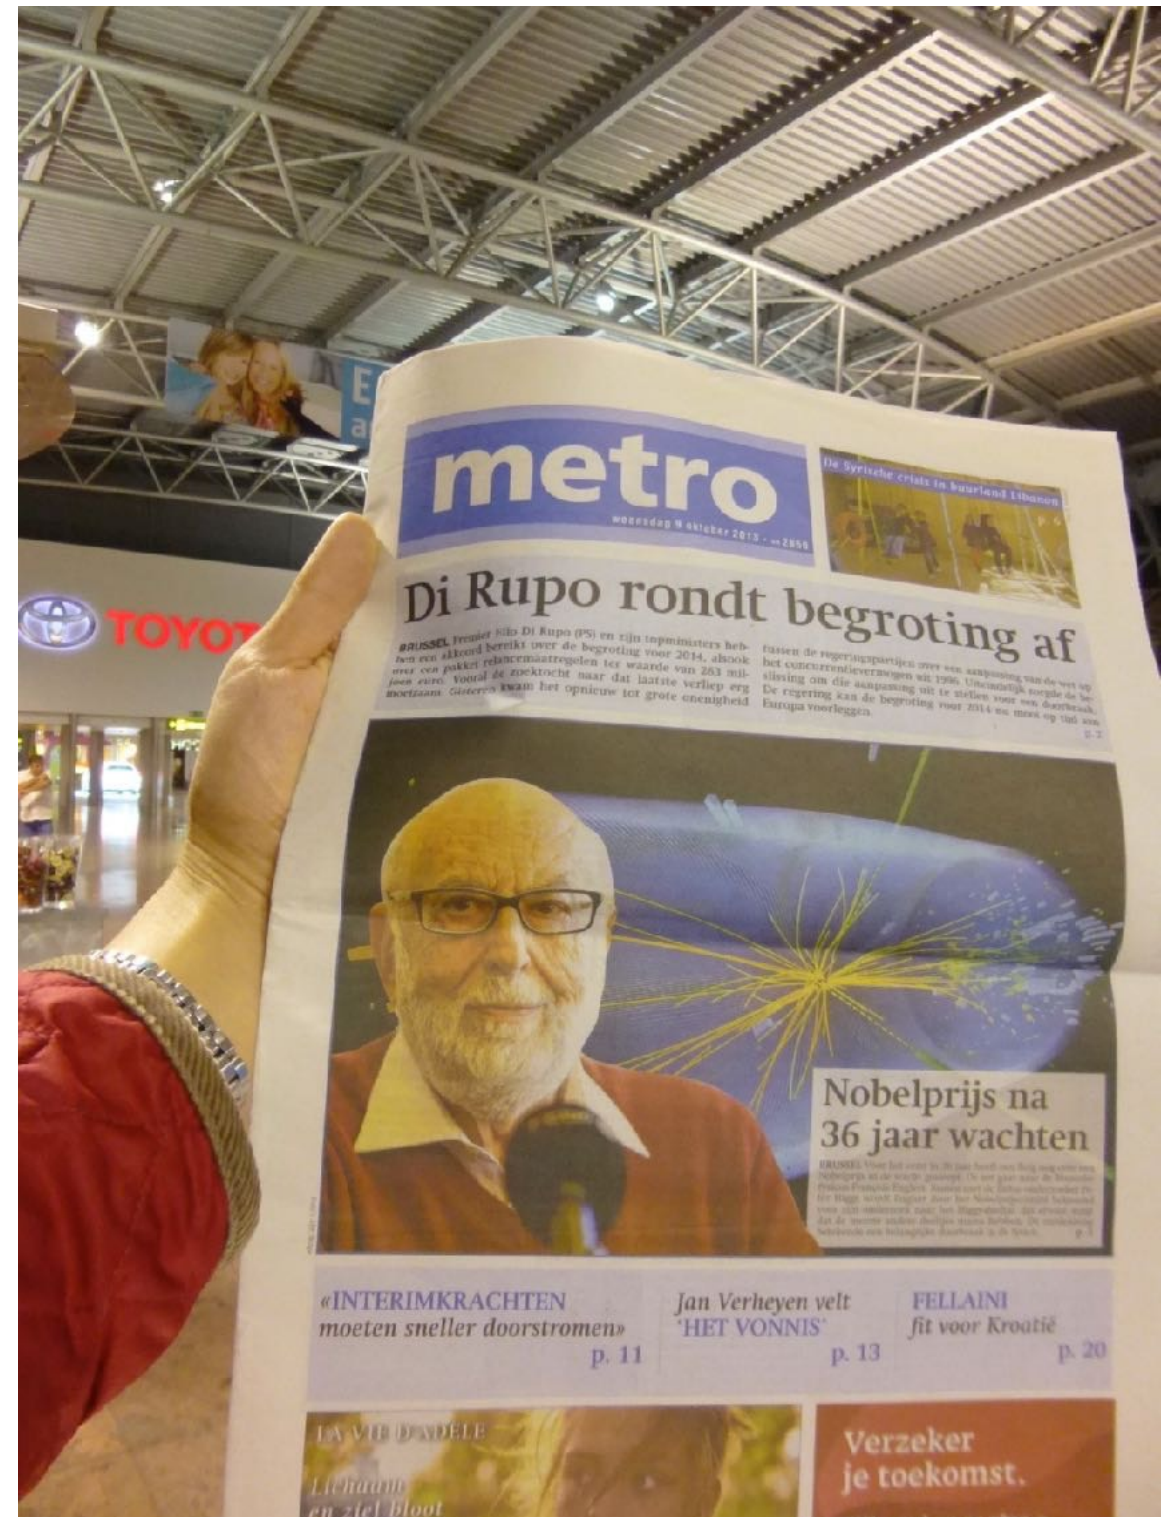 E
a
TOYOT
metro
woensdag 9 oktober 2013 -
De Syrische crisis in buurland Libanon
p 6
Di Rupo rondt begroting af
BRUSSEL Premier Elio Di Rupo (PS) en zijn topministers heb-
ben een akkoord bereikt over de begroting voor 2014, alsook
over een pakket relancemaatregelen ter waarde van 263 mil-
joen euro. Vooral de zoektocht naar dat laatste verliep erg
moeizaam. Gisteren kwam het opnieuw tot grote onenigheid
tussen de regeringspartijen over een aanpassing van de wet op
het concurrentievermogen uit 1996. Uiteindelijk zorgde de be-
slissing om die aanpassing uit te stellen voor een doorbraak.
De regering kan de begroting voor 2014 nu mooi op tijd aan
Europa voorleggen.
p. 2
Nobelprijs na
36 jaar wachten
BRUSSEL
«INTERIMKRACHTEN
moeten sneller doorstromen»
p. 11
Jan Verheyen velt
'HET VONNIS'
p. 13
FELLAINI
fit voor Kroatië
p. 20
LA VIE D'ADÈLE
Lichaam
en ziel bloot
Verzeker
je toekomst.